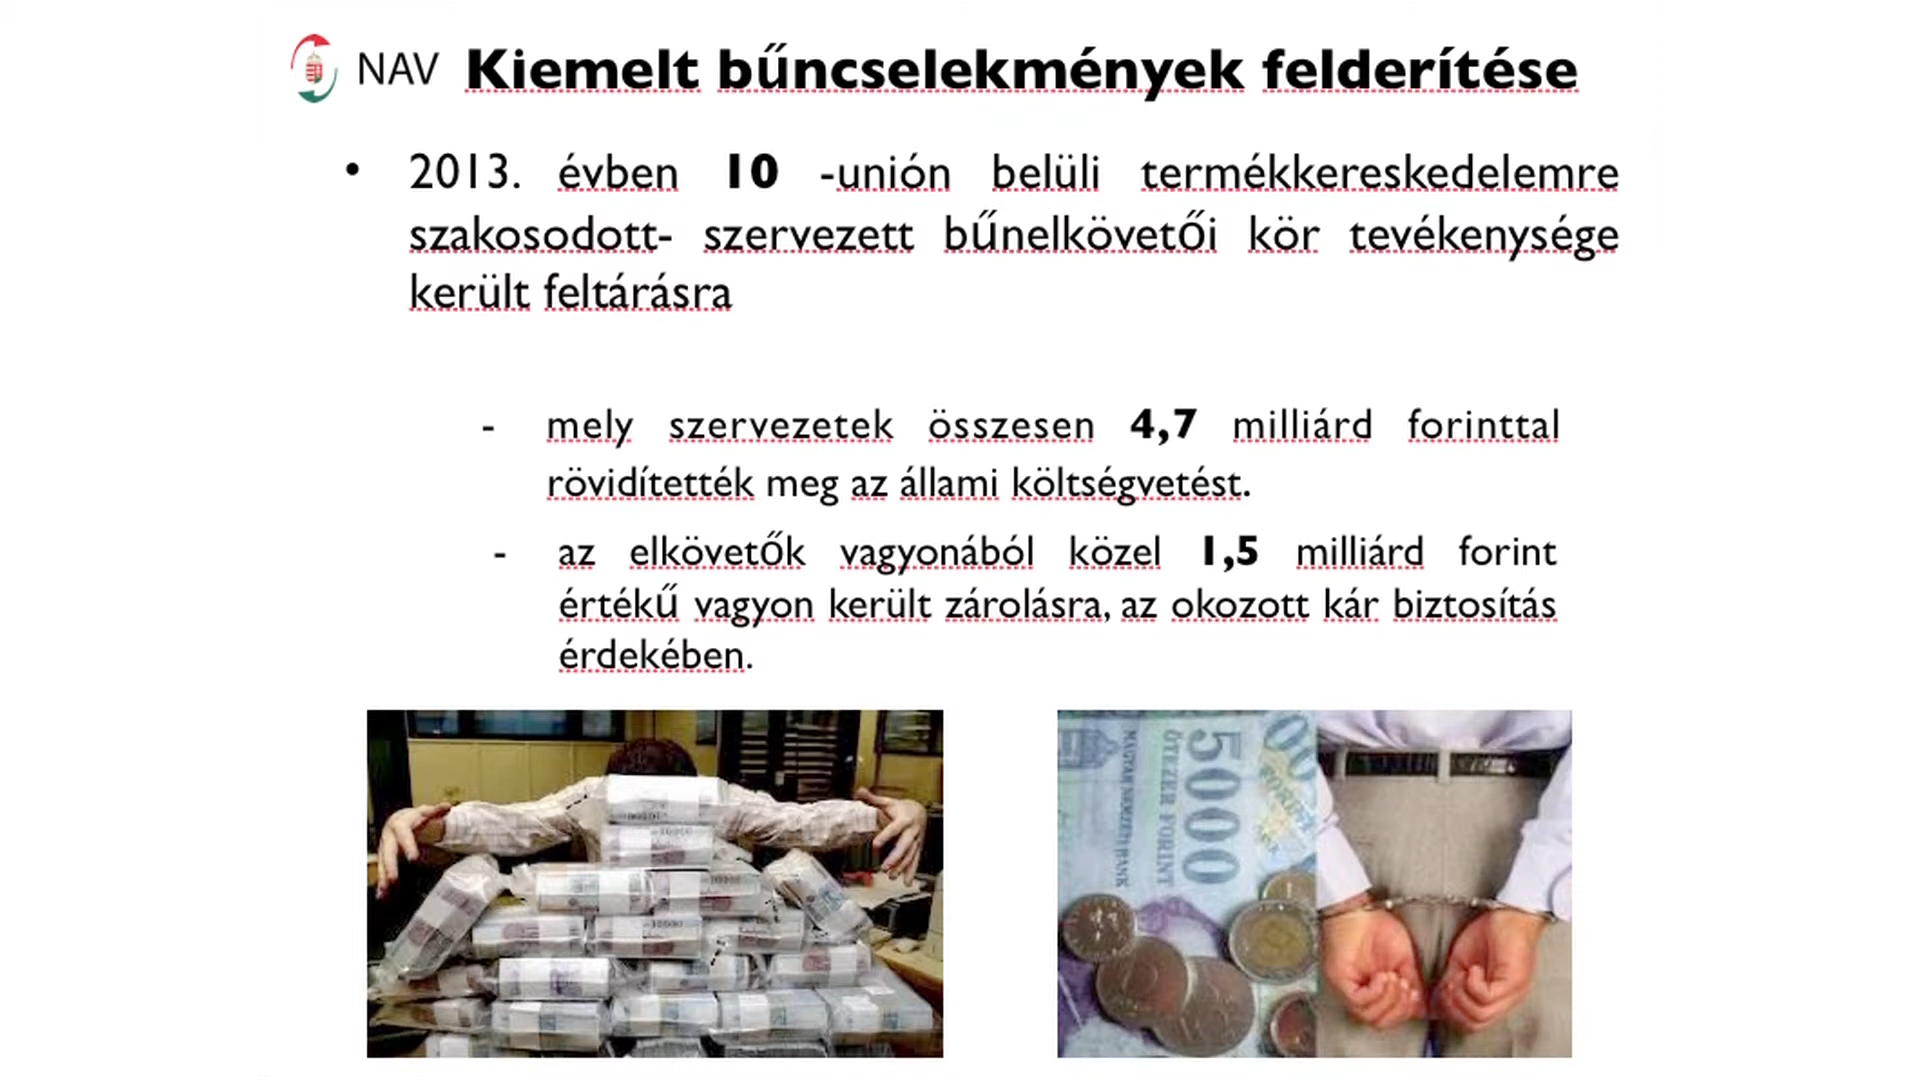 NAV Kiemelt bűncselekmények felderítése
• 2013. évben 10 -unión belüli termékkereskedelemre
szakosodott- szervezett bűnelkövetői kör tevékenysége
került feltárásra
- mely szervezetek összesen 4,7 milliárd forinttal
rövidítették meg az állami költségvetést.
- az elkövetők vagyonából közel 1,5 milliárd forint
értékű vagyon került zárolásra, az okozott kár biztosítás
érdekében.
5000
ÖTEZER FORINT
MAGYAR NEMZETI BANK